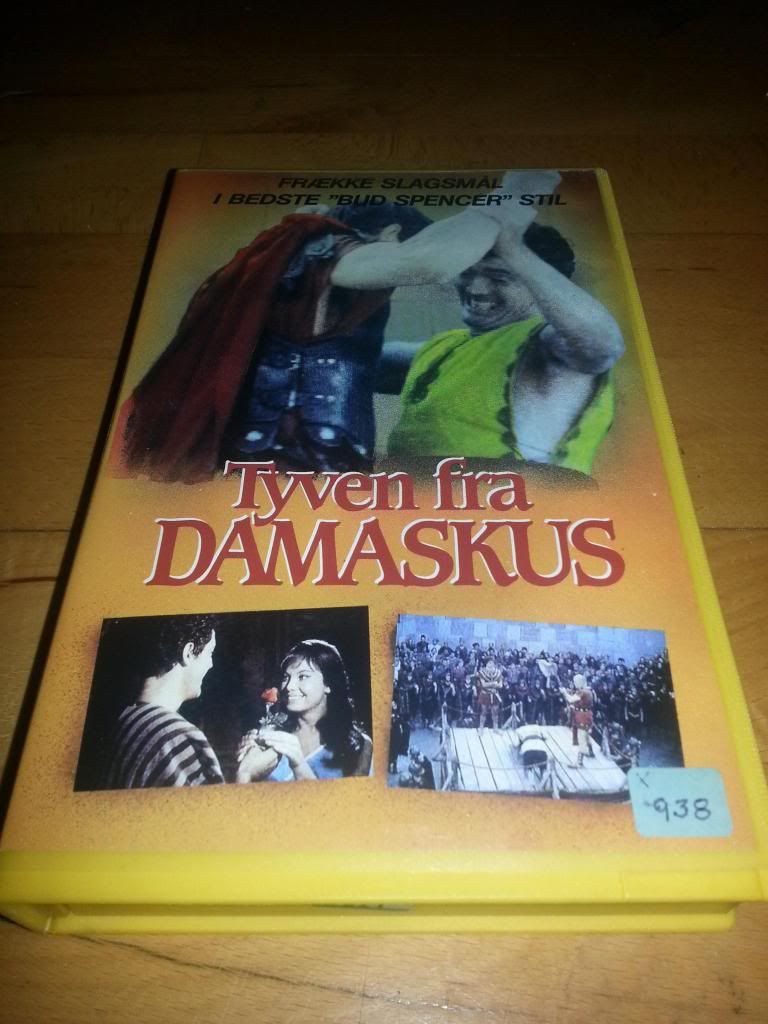 FRÆKKE SLAGSMÅL
I BEDSTE "BUD SPENCER" STIL
Tyven fra
DAMASKUS
X
938